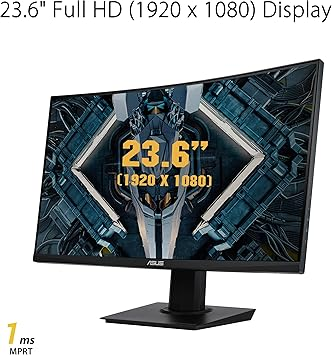 23.6" Full HD (1920 x 1080) Display
23.6”
(1920 X 1080)
ASUS
1 ms
MPRT